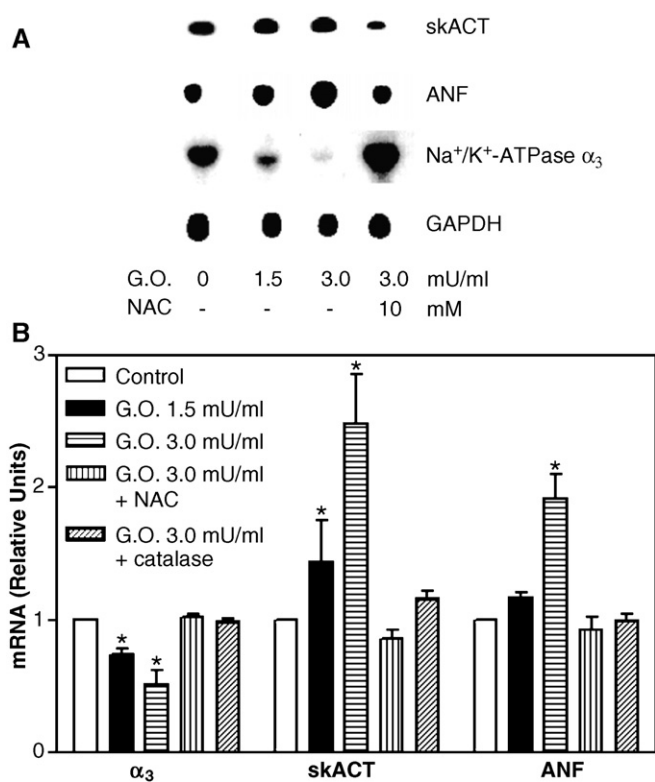 A
skACT
ANF
Na⁺/K⁺-ATPase α₃
GAPDH
G.O. 0 1.5 3.0 3.0 mU/ml
NAC - - - 10 mM
B
3
2
1
0
mRNA (Relative Units)
Control
G.O. 1.5 mU/ml
G.O. 3.0 mU/ml
G.O. 3.0 mU/ml
+ NAC
G.O. 3.0 mU/ml
+ catalase
* * * * *
α₃ skACT ANF